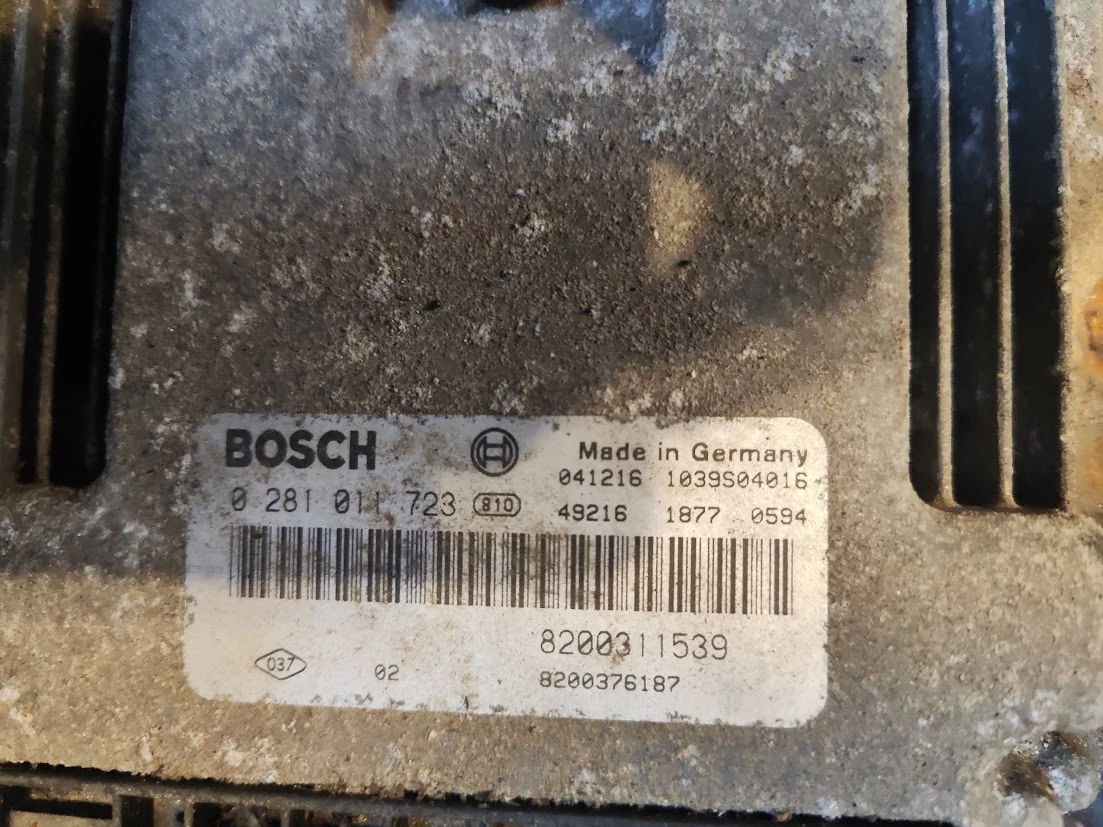 BOSCH Made in Germany
041216 1039S04016
0 281 011 723 810 49216 1877 0594
8200311539
037 02 8200376187